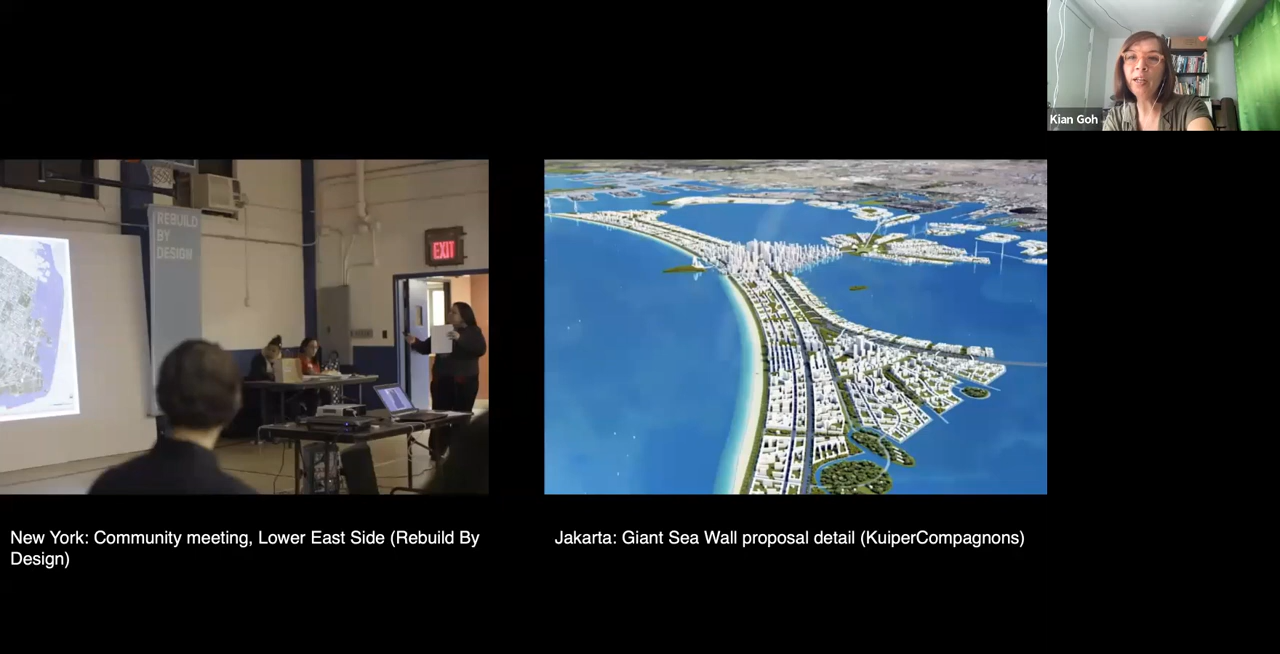 Kian Goh
REBUILD
BY
DESIGN
EXIT
New York: Community meeting, Lower East Side (Rebuild By
Design)
Jakarta: Giant Sea Wall proposal detail (KuiperCompagnons)